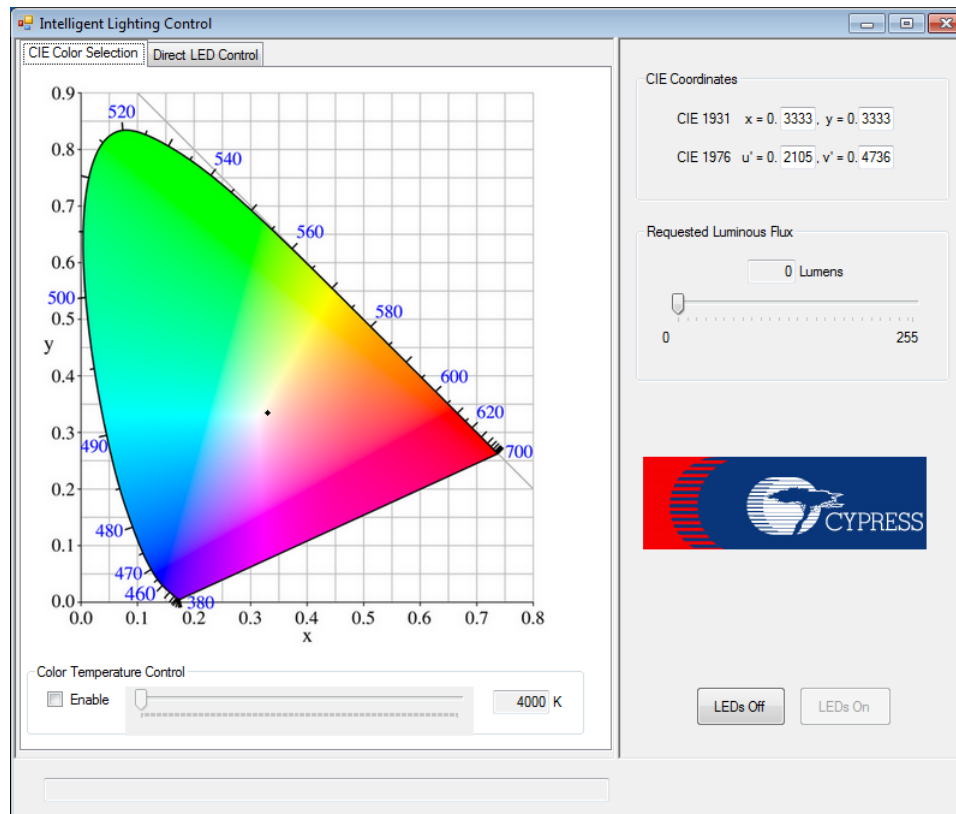 Intelligent Lighting Control
CIE Color Selection
Direct LED Control
0.9
0.8
0.7
0.6
0.5
0.4
0.3
0.2
0.1
0.0
y
0.0 0.1 0.2 0.3 0.4 0.5 0.6 0.7 0.8
x
520
540
560
500
580
600
620
490
700
480
470
460
380
Color Temperature Control
Enable
4000 K
CIE Coordinates
CIE 1931 x = 0. 3333 , y = 0. 3333
CIE 1976 u' = 0. 2105 , v' = 0. 4736
Requested Luminous Flux
0 Lumens
0 255
CYPRESS
LEDs Off
LEDs On